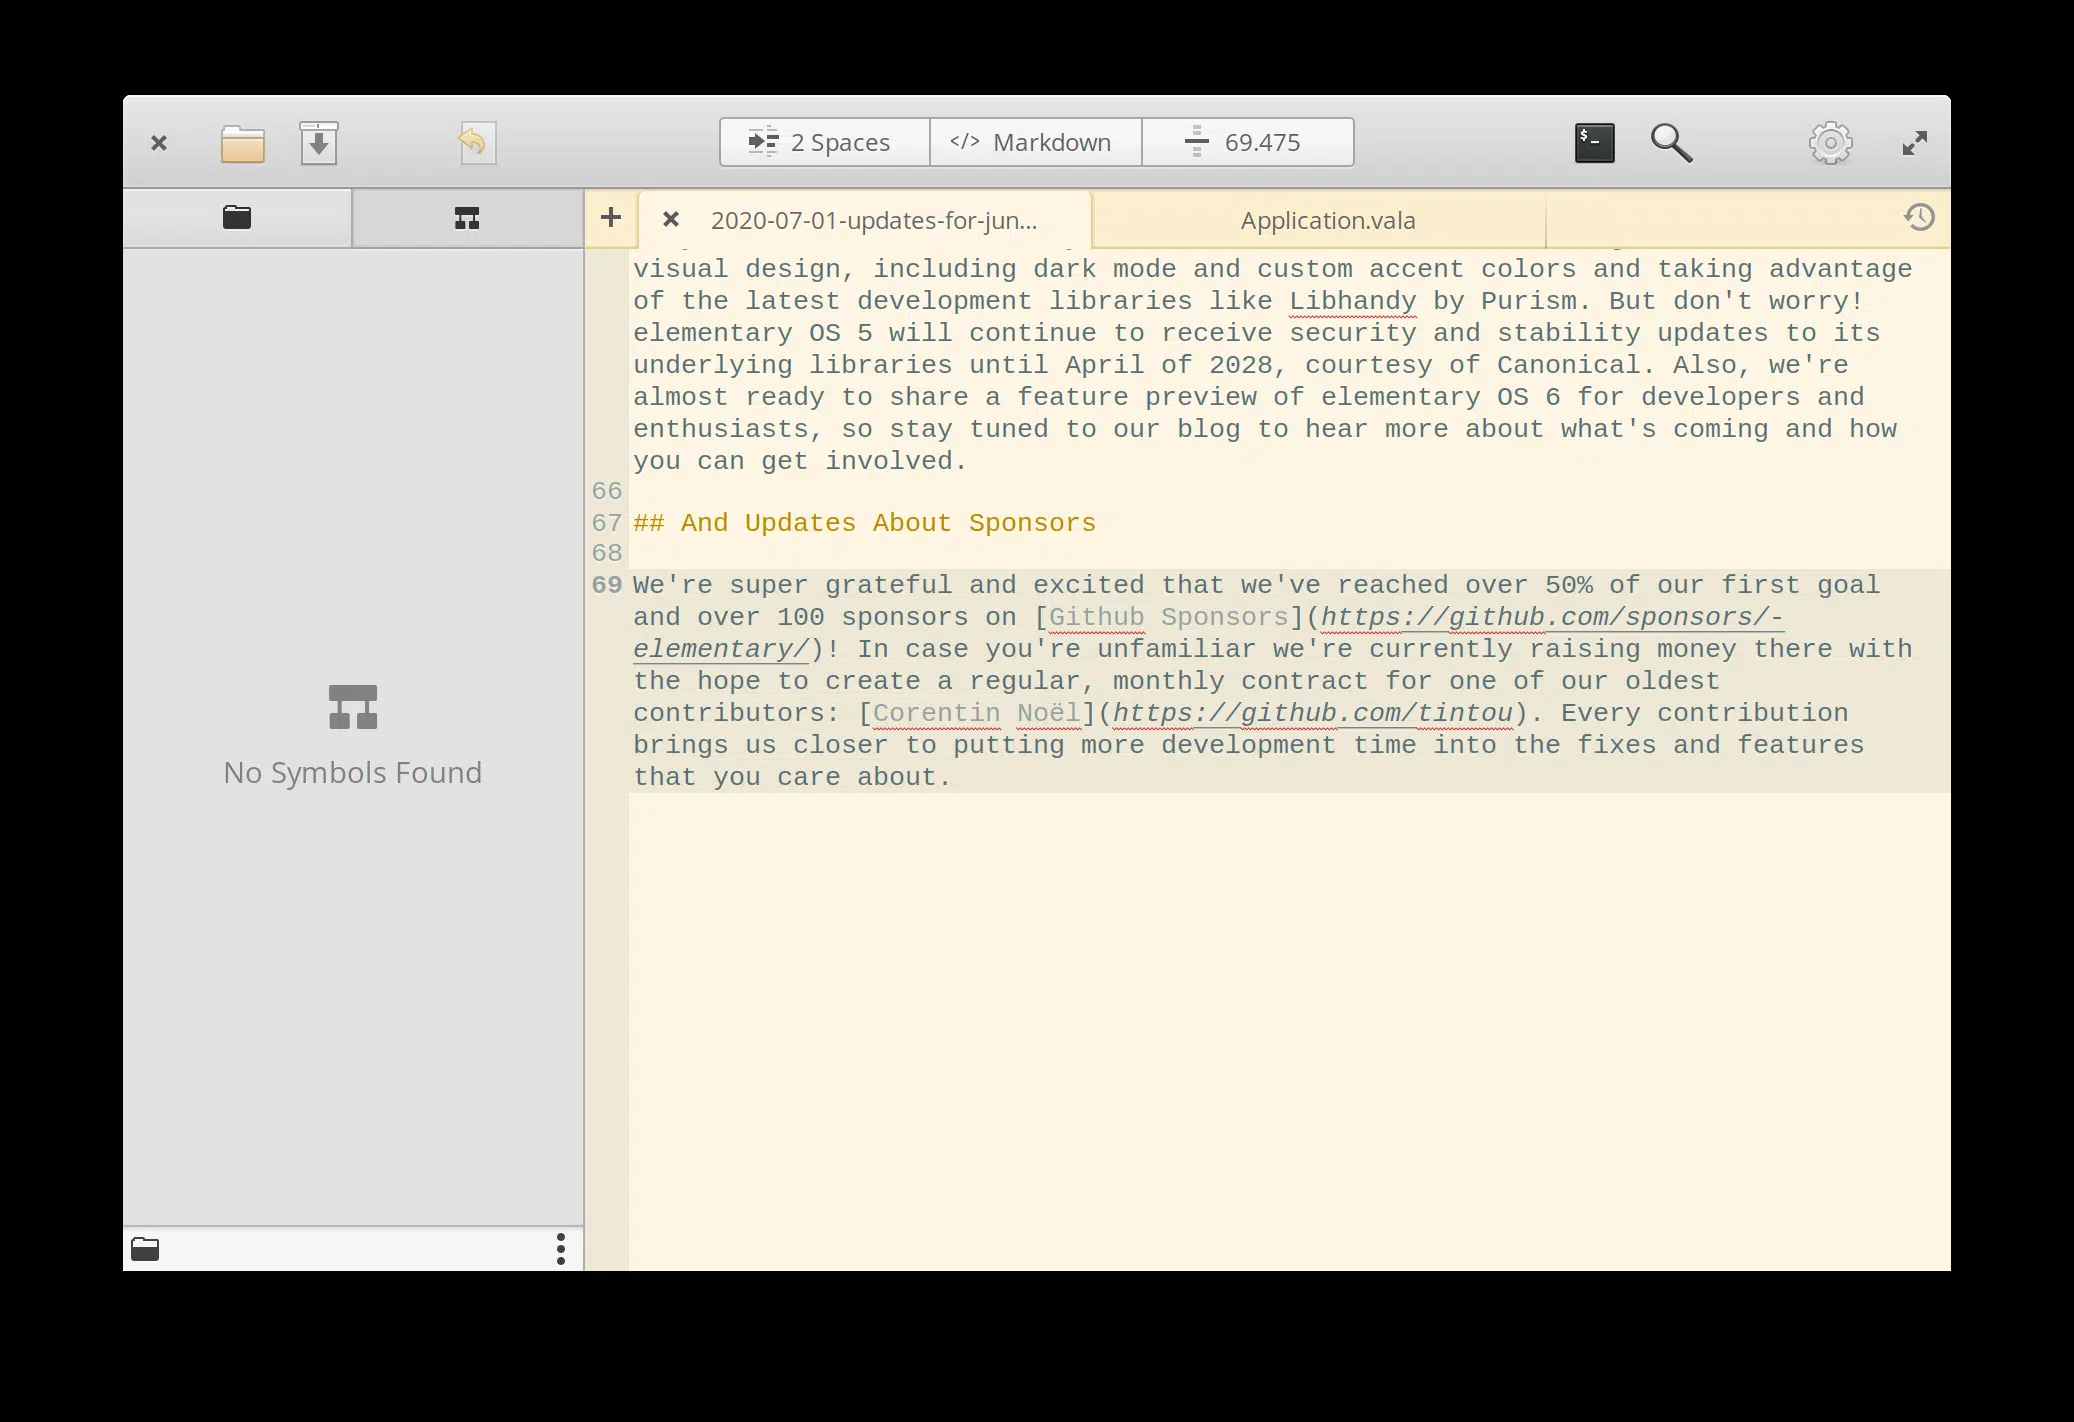 2 Spaces
</> Markdown
69.475
2020-07-01-updates-for-jun...
Application.vala
visual design, including dark mode and custom accent colors and taking advantage
of the latest development libraries like Libhandy by Purism. But don't worry!
elementary OS 5 will continue to receive security and stability updates to its
underlying libraries until April of 2028, courtesy of Canonical. Also, we're
almost ready to share a feature preview of elementary OS 6 for developers and
enthusiasts, so stay tuned to our blog to hear more about what's coming and how
you can get involved.
66
67 ## And Updates About Sponsors
68
69 We're super grateful and excited that we've reached over 50% of our first goal
and over 100 sponsors on [Github Sponsors](https://github.com/sponsors/-
elementary/)! In case you're unfamiliar we're currently raising money there with
the hope to create a regular, monthly contract for one of our oldest
contributors: [Corentin Noël](https://github.com/tintou). Every contribution
brings us closer to putting more development time into the fixes and features
that you care about.
No Symbols Found